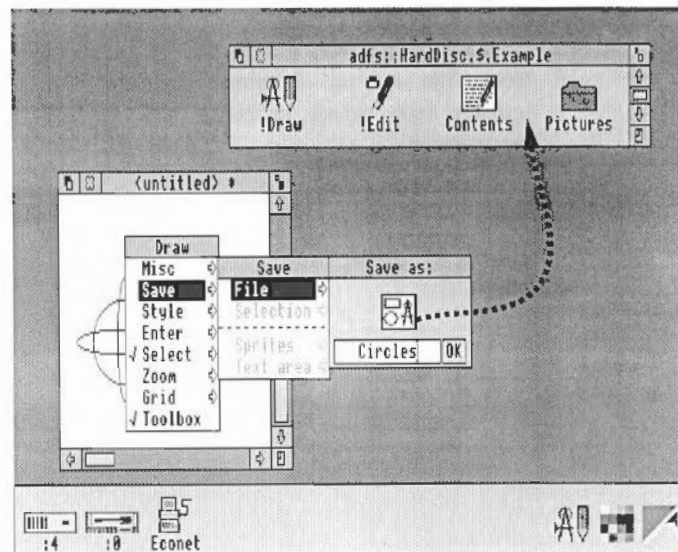 adfs::HardDisc.$.Example
!Draw !Edit Contents Pictures
<untitled> *
Draw
Misc
Save
Style
Enter
√ Select
Zoom
Grid
√ Toolbox
Save
File
Selection
Sprites
Text area
Save as:
Circles OK
:4 :0 Econet